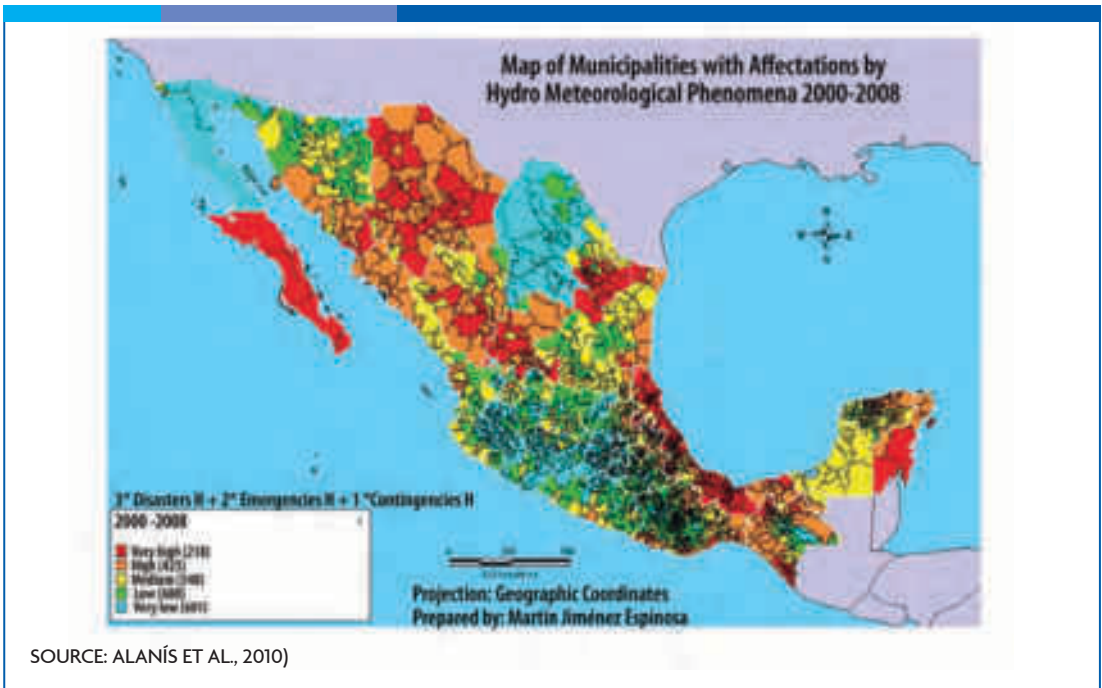 Map of Municipalities with Affectations by
Hydro Meteorological Phenomena 2000-2008
3* Disasters H + 2* Emergencies H + 1 *Contingencies H
2000 -2008
Very high (218)
High (425)
Medium
Low
Very low
Projection: Geographic Coordinates
Prepared by: Martín Jiménez Espinosa
SOURCE: ALANÍS ET AL., 2010)